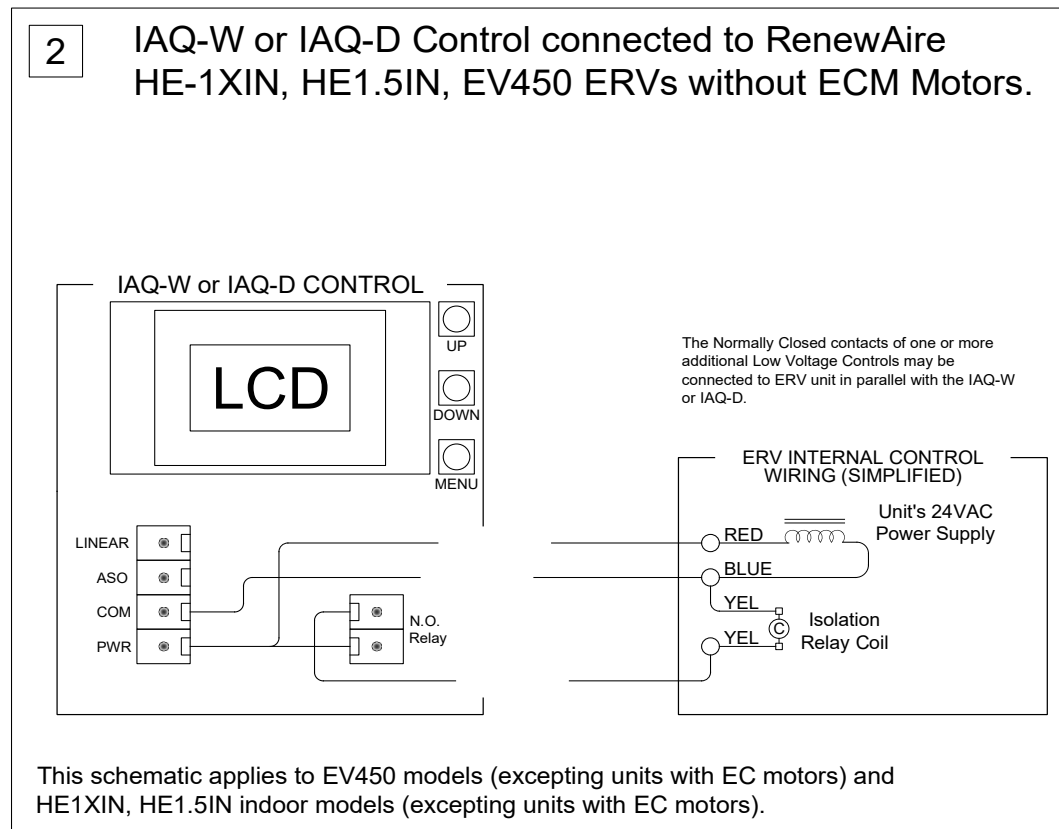 2
IAQ-W or IAQ-D Control connected to RenewAire
HE-1XIN, HE1.5IN, EV450 ERVs without ECM Motors.
IAQ-W or IAQ-D CONTROL
LCD
UP
DOWN
MENU
The Normally Closed contacts of one or more
additional Low Voltage Controls may be
connected to ERV unit in parallel with the IAQ-W
or IAQ-D.
ERV INTERNAL CONTROL
WIRING (SIMPLIFIED)
Unit's 24VAC
Power Supply
LINEAR
ASO
COM
PWR
N.O.
Relay
RED
BLUE
YEL
YEL
C
Isolation
Relay Coil
This schematic applies to EV450 models (excepting units with EC motors) and
HE1XIN, HE1.5IN indoor models (excepting units with EC motors).